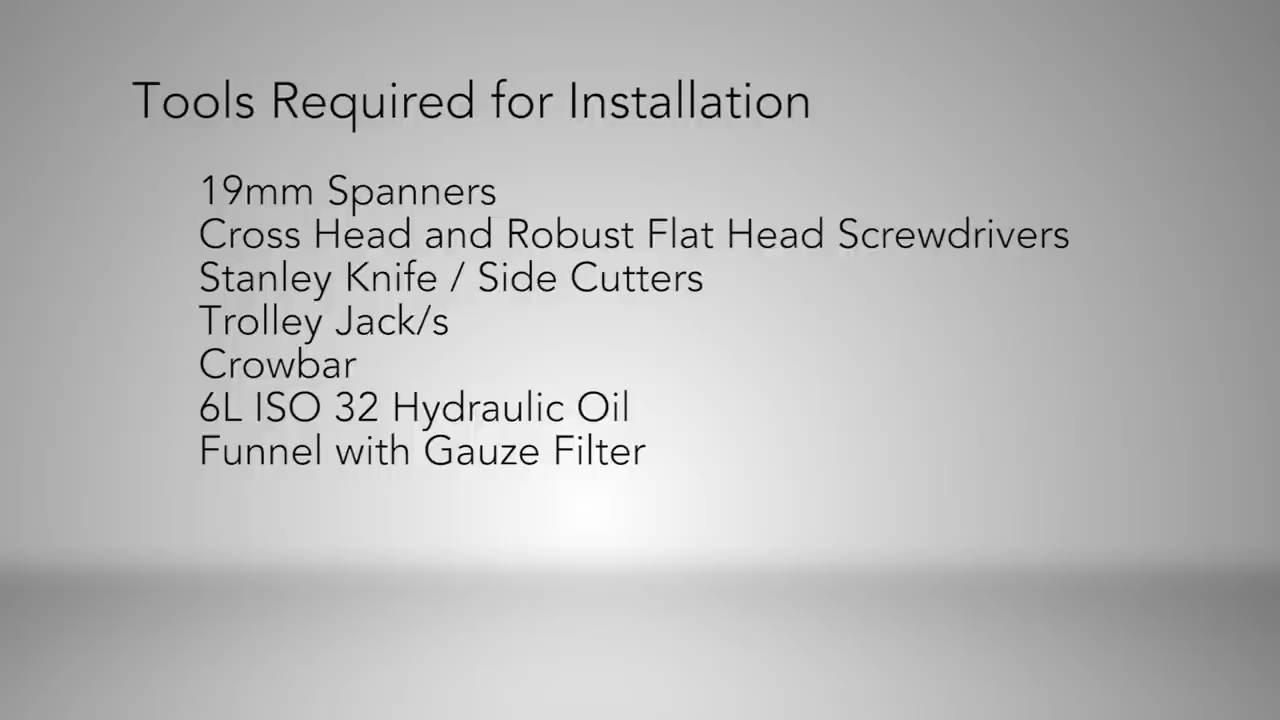 Tools Required for Installation
19mm Spanners
Cross Head and Robust Flat Head Screwdrivers
Stanley Knife / Side Cutters
Trolley Jack/s
Crowbar
6L ISO 32 Hydraulic Oil
Funnel with Gauze Filter